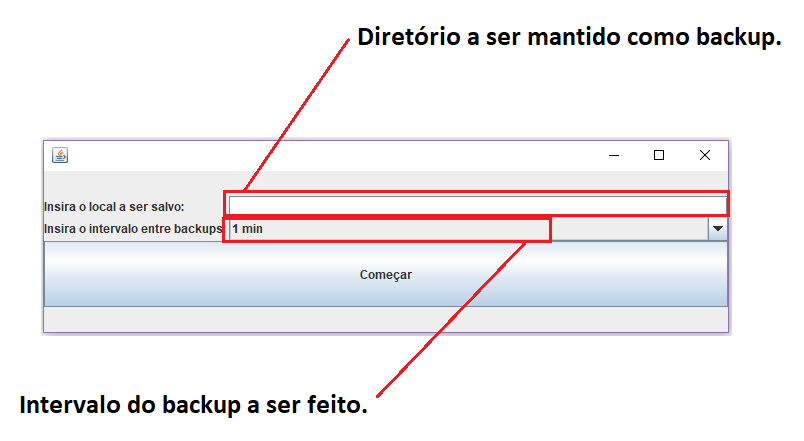 Diretório a ser mantido como backup.
Insira o local a ser salvo:
Insira o intervalo entre backups:
1 min
Começar
Intervalo do backup a ser feito.